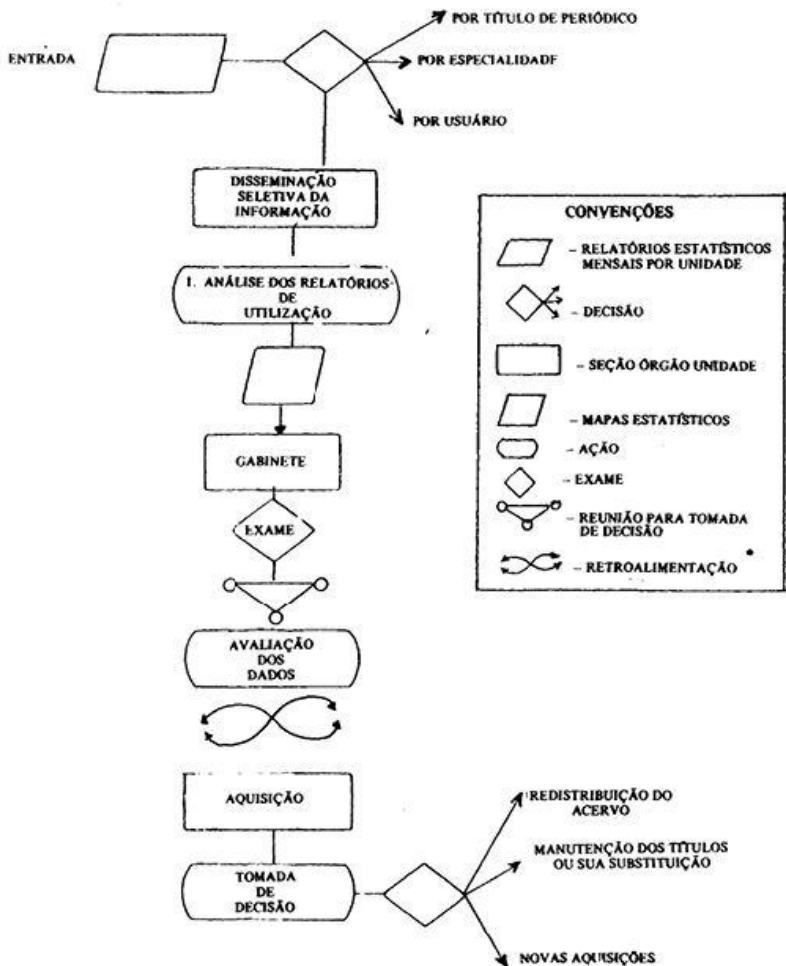 POR TÍTULO DE PERIÓDICO
ENTRADA
POR ESPECIALIDADE
POR USUÁRIO
DISSEMINAÇÃO
SELETIVA DA
INFORMAÇÃO
1. ANÁLISE DOS RELATÓRIOS
DE
UTILIZAÇÃO
GABINETE
EXAME
AVALIAÇÃO
DOS
DADOS
AQUISIÇÃO
TOMADA
DE
DECISÃO
REDISTRIBUIÇÃO DO
ACERVO
MANUTENÇÃO DOS TÍTULOS
OU SUA SUBSTITUIÇÃO
NOVAS AQUISIÇÕES
CONVENÇÕES
– RELATÓRIOS ESTATÍSTICOS
MENSAIS POR UNIDADE
– DECISÃO
– SEÇÃO ÓRGÃO UNIDADE
– MAPAS ESTATÍSTICOS
– AÇÃO
– EXAME
– REUNIÃO PARA TOMADA
DE DECISÃO
– RETROALIMENTAÇÃO